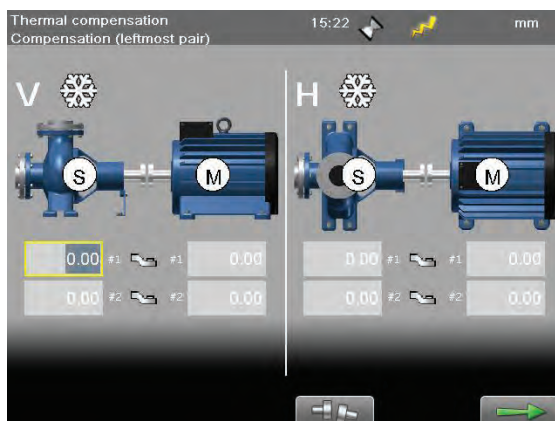 Thermal compensation
15:22
mm
Compensation (leftmost pair)
V
H
S
M
S
M
0.00 #1 #1 0.00
0.00 #1 #1 0.00
0.00 #2 #2 0.00
0.00 #2 #2 0.00